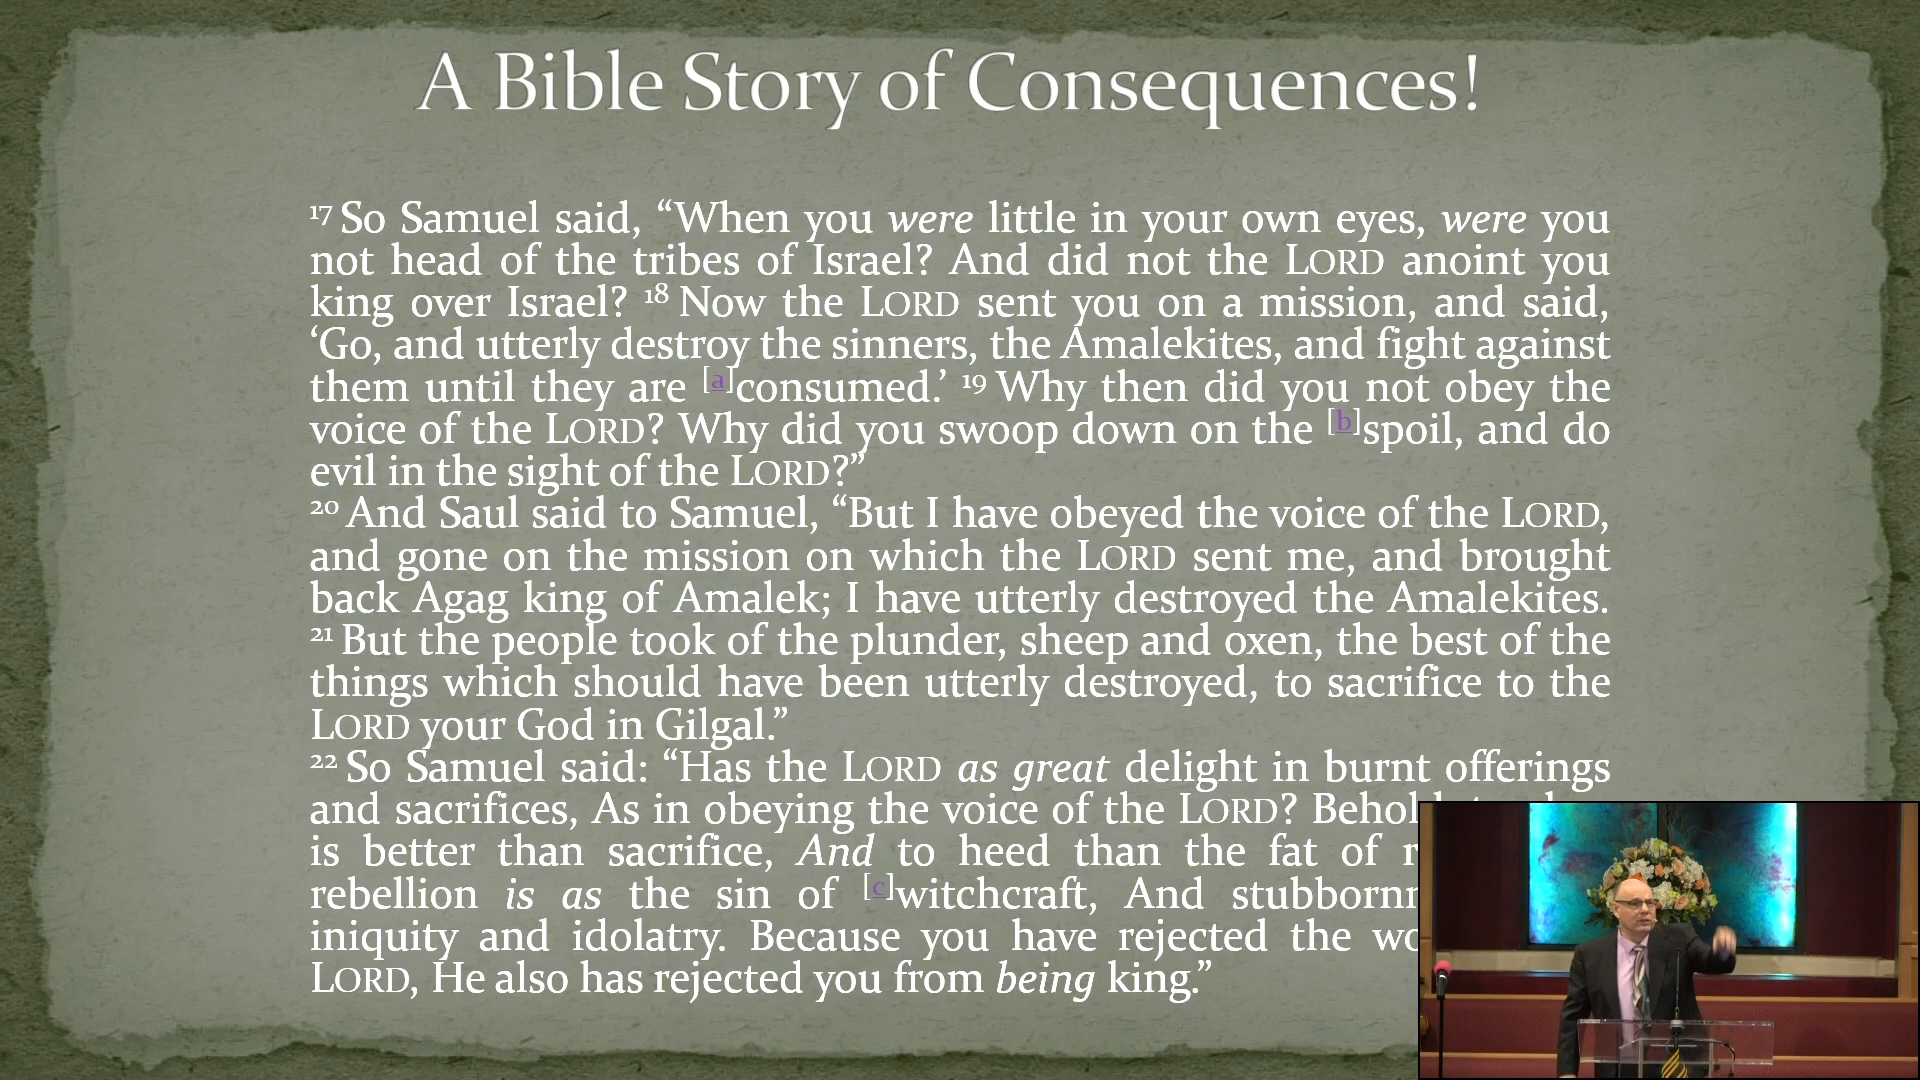 A Bible Story of Consequences!
17 So Samuel said, “When you were little in your own eyes, were you
not head of the tribes of Israel? And did not the LORD anoint you
king over Israel? 18 Now the LORD sent you on a mission, and said,
‘Go, and utterly destroy the sinners, the Amalekites, and fight against
them until they are [a]consumed.’ 19 Why then did you not obey the
voice of the LORD? Why did you swoop down on the [b]spoil, and do
evil in the sight of the LORD?”
20 And Saul said to Samuel, “But I have obeyed the voice of the LORD,
and gone on the mission on which the LORD sent me, and brought
back Agag king of Amalek; I have utterly destroyed the Amalekites.
21 But the people took of the plunder, sheep and oxen, the best of the
things which should have been utterly destroyed, to sacrifice to the
LORD your God in Gilgal.”
22 So Samuel said: “Has the LORD as great delight in burnt offerings
and sacrifices, As in obeying the voice of the LORD?
is better than sacrifice, And to heed than the fat of
rebellion is as the sin of [c]witchcraft, And
iniquity and idolatry. Because you have rejected the
LORD, He also has rejected you from being king.”